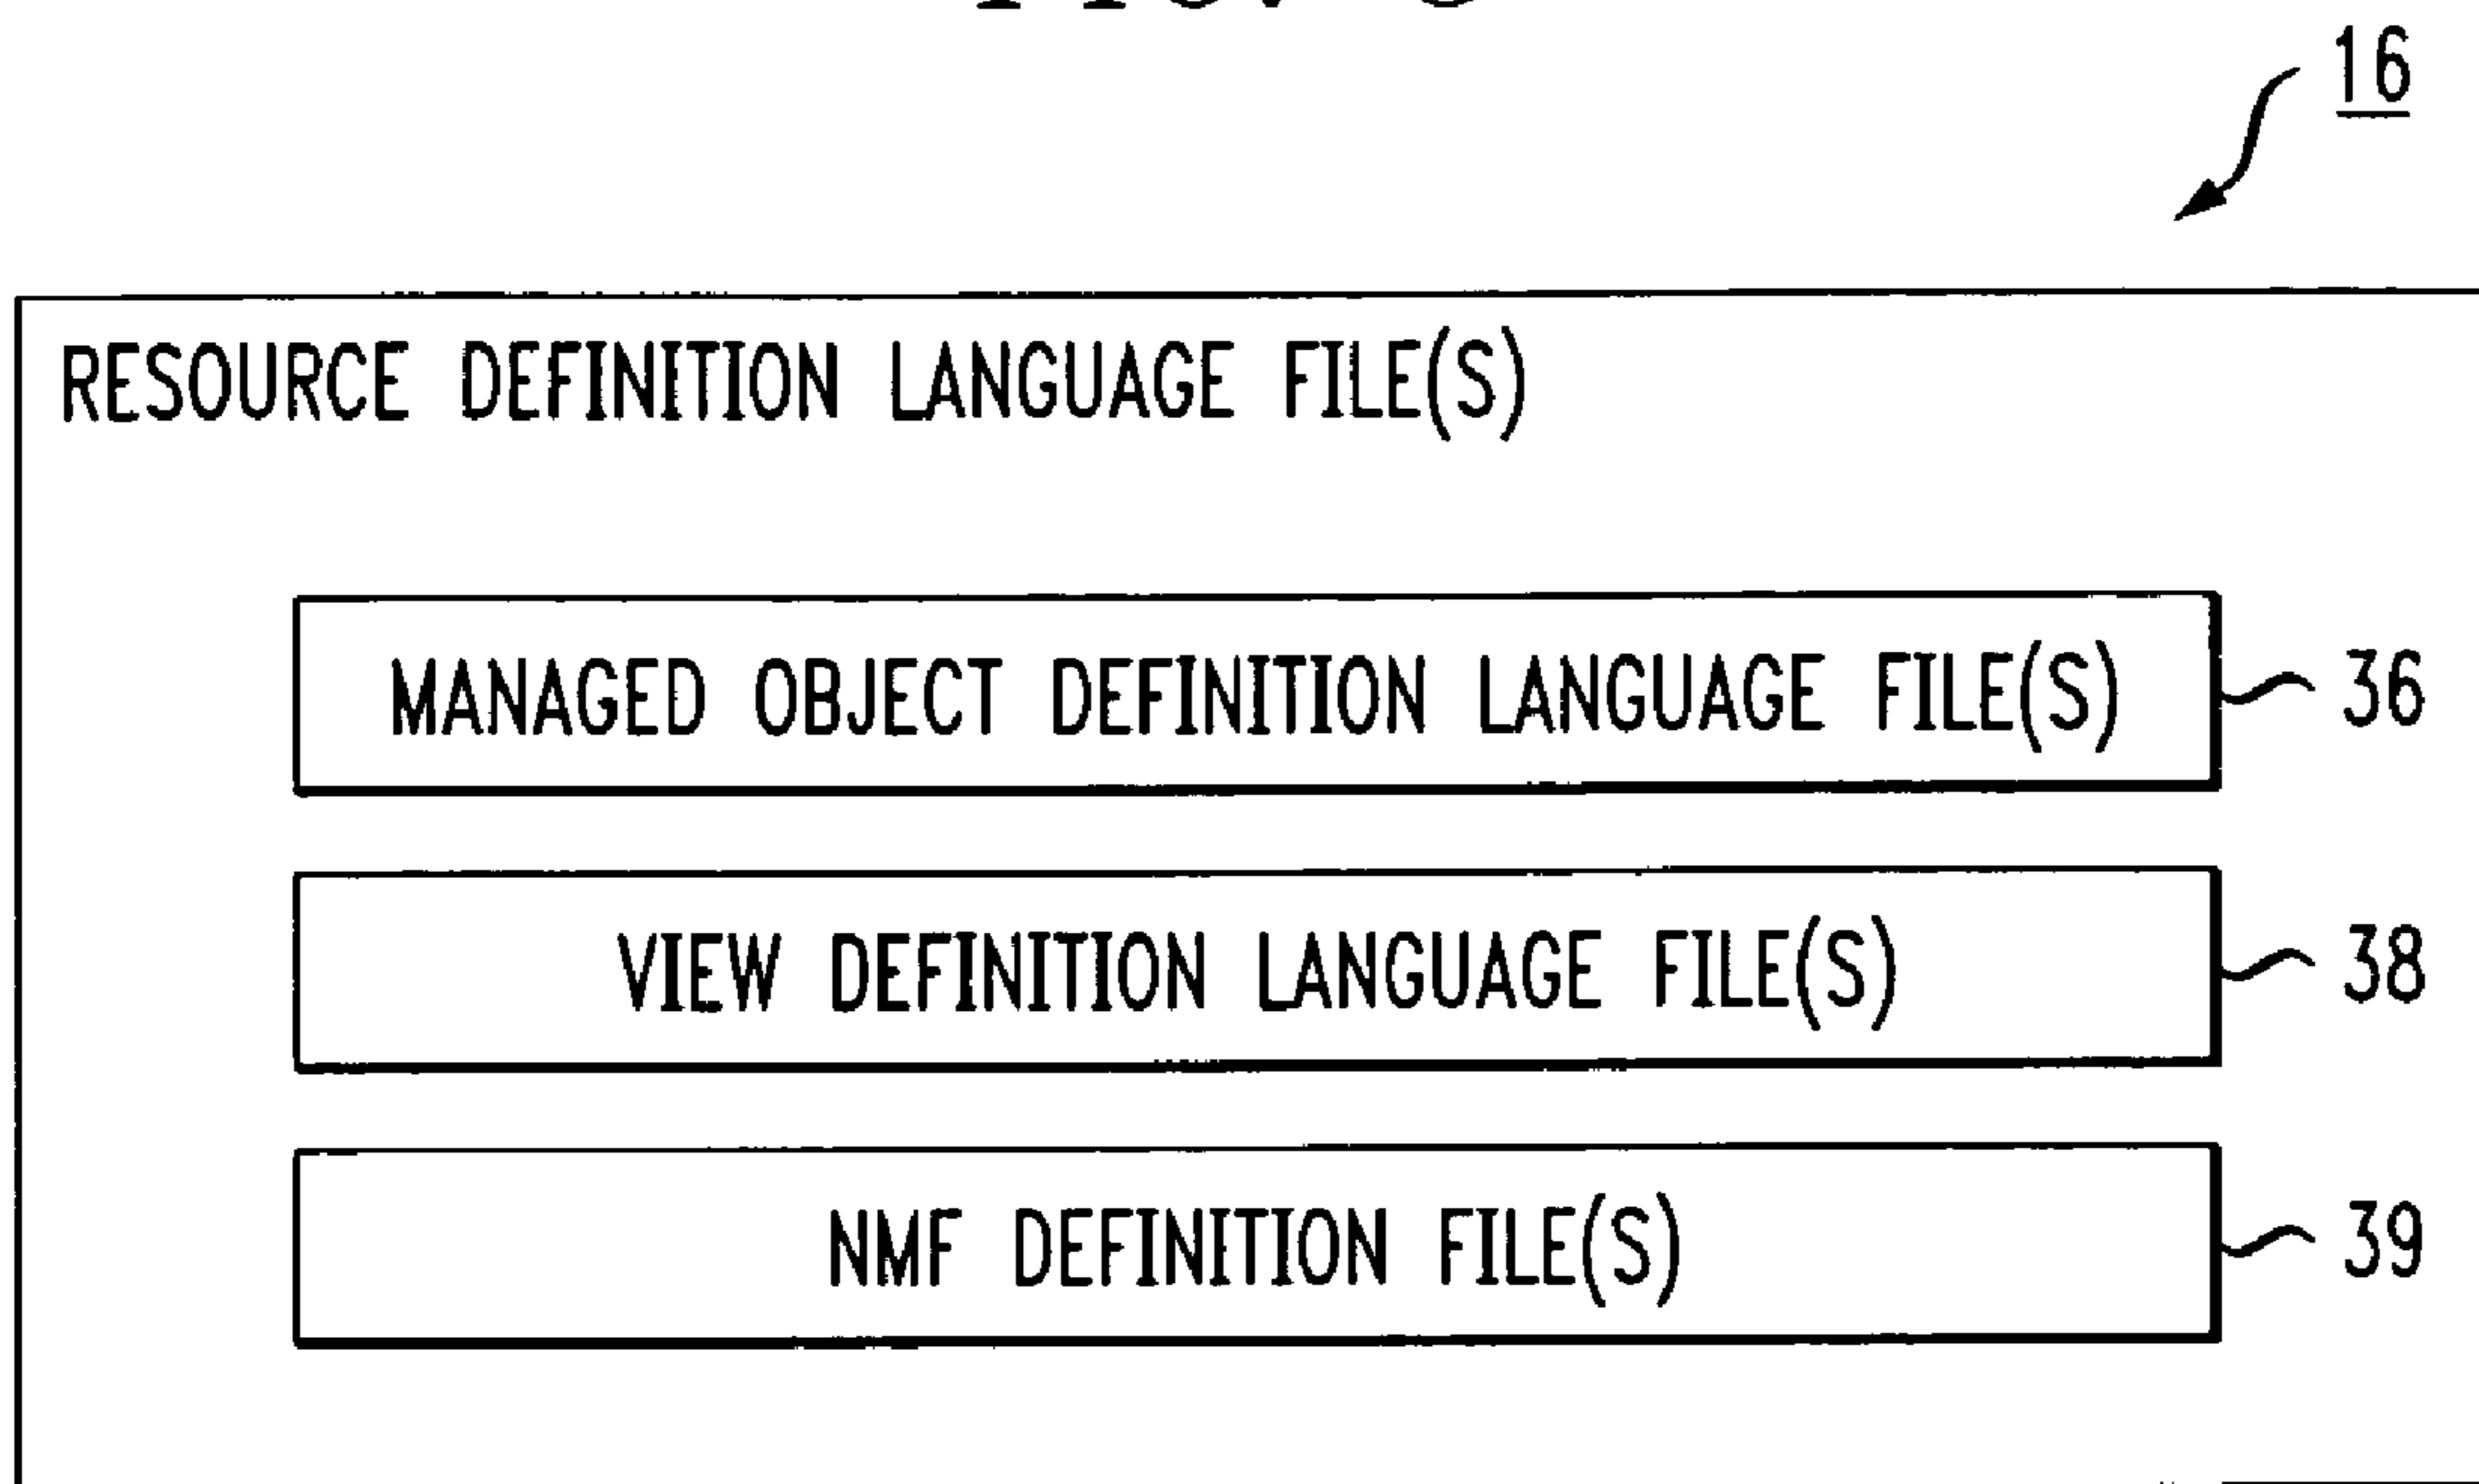 16
RESOURCE DEFINITION LANGUAGE FILE(S)
MANAGED OBJECT DEFINITION LANGUAGE FILE(S)
36
VIEW DEFINITION LANGUAGE FILE(S)
38
NMF DEFINITION FILE(S)
39